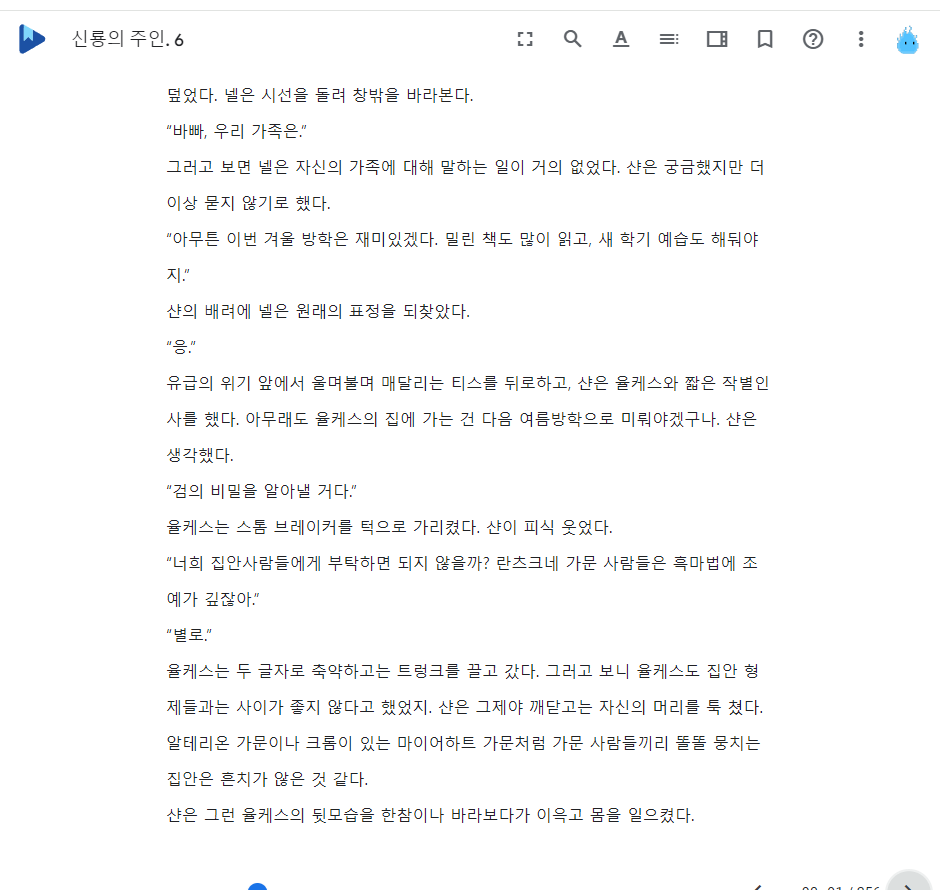 신룡의 주인. 6
덮었다. 넬은 시선을 돌려 창밖을 바라본다.
“바빠, 우리 가족은.”
그러고 보면 넬은 자신의 가족에 대해 말하는 일이 거의 없었다. 샨은 궁금했지만 더
이상 묻지 않기로 했다.
“아무튼 이번 겨울 방학은 재미있겠다. 밀린 책도 많이 읽고, 새 학기 예습도 해둬야
지.”
샨의 배려에 넬은 원래의 표정을 되찾았다.
“응.”
유급의 위기 앞에서 울며불며 매달리는 티스를 뒤로하고, 샨은 율케스와 짧은 작별인
사를 했다. 아무래도 율케스의 집에 가는 건 다음 여름방학으로 미뤄야겠구나. 샨은
생각했다.
“검의 비밀을 알아낼 거다.”
율케스는 스톰 브레이커를 턱으로 가리켰다. 샨이 피식 웃었다.
“너희 집안사람들에게 부탁하면 되지 않을까? 란츠크네 가문 사람들은 흑마법에 조
예가 깊잖아.”
“별로.”
율케스는 두 글자로 축약하고는 트렁크를 끌고 갔다. 그러고 보니 율케스도 집안 형
제들과는 사이가 좋지 않다고 했었지. 샨은 그제야 깨닫고는 자신의 머리를 툭 쳤다.
알테리온 가문이나 크롬이 있는 마이어하트 가문처럼 가문 사람들끼리 똘똘 뭉치는
집안은 흔치가 않은 것 같다.
샨은 그런 율케스의 뒷모습을 한참이나 바라보다가 이윽고 몸을 일으켰다.